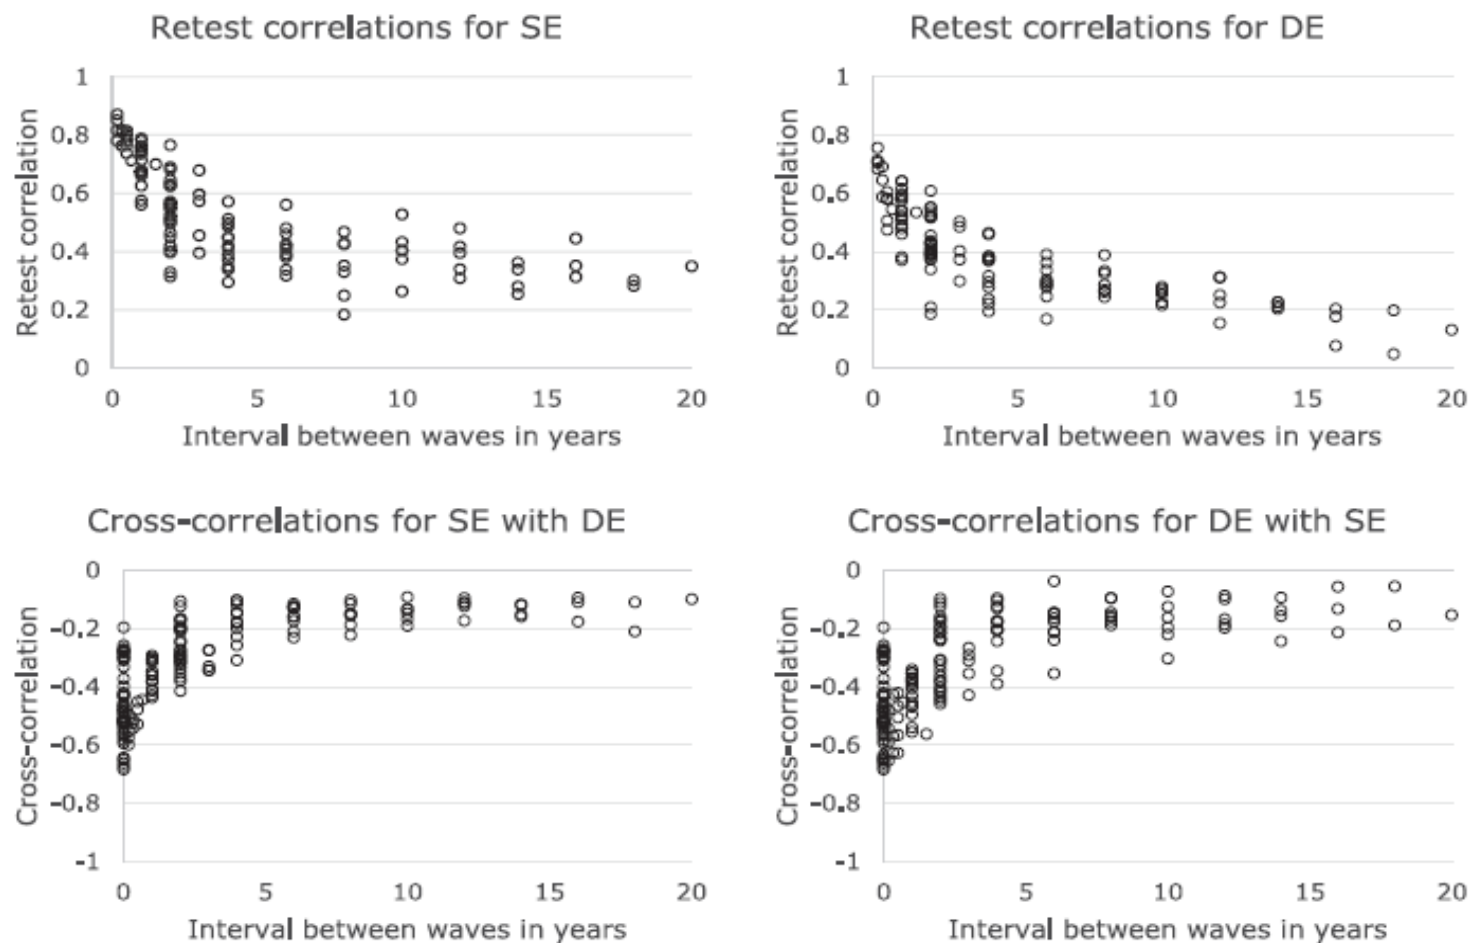 Retest correlations for SE
Retest correlation
1
0.8
0.6
0.4
0.2
0
0 5 10 15 20
Interval between waves in years
Retest correlations for DE
Retest correlation
1
0.8
0.6
0.4
0.2
0
0 5 10 15 20
Interval between waves in years
Cross-correlations for SE with DE
Cross-correlation
0
-0.2
-0.4
-0.6
-0.8
-1
0 5 10 15 20
Interval between waves in years
Cross-correlations for DE with SE
Cross-correlation
0
-0.2
-0.4
-0.6
-0.8
-1
0 5 10 15 20
Interval between waves in years